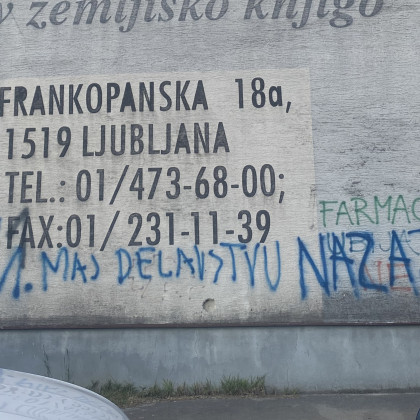 v zemljiško knjigo
FRANKOPANSKA 18a,
1519 LJUBLJANA
TEL.: 01/473-68-00;
FAX:01/ 231-11-39
FARMAC
1. MAJ DELAVSTVU NAZA